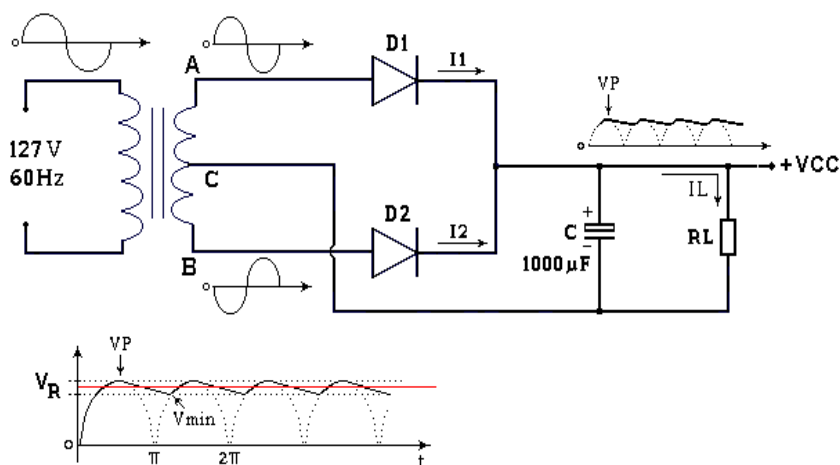 A
D1
I1
VP
O
127 V
60Hz
C
+VCC
IL
D2
I2
+
C
–
RL
1000µF
B
O
VP
VR
Vmin
O
π
2π
t